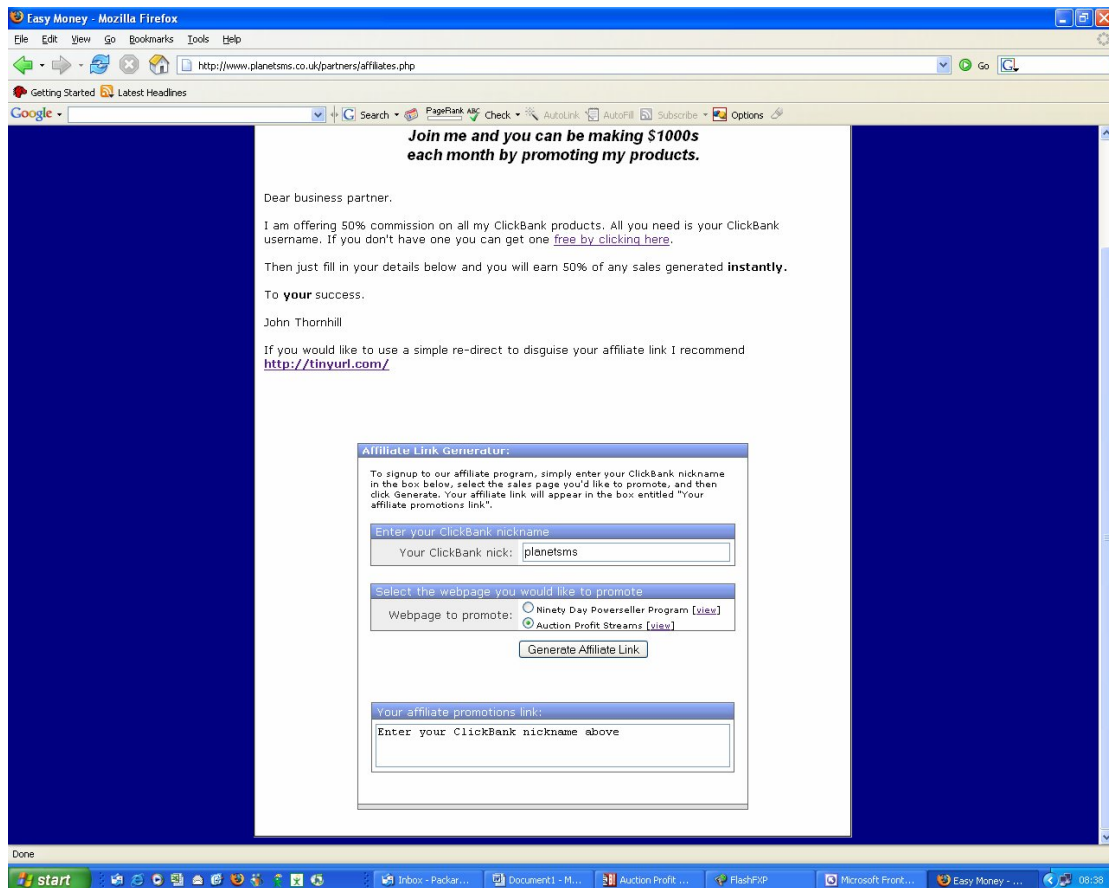 Easy Money - Mozilla Firefox
File Edit View Go Bookmarks Tools Help
http://www.planetsms.co.uk/partners/affiliates.php
Go
G
Getting Started Latest Headlines
Google
G Search PageRank ABC Check AutoLink AutoFill Subscribe Options
Join me and you can be making $1000s
each month by promoting my products.
Dear business partner.
I am offering 50% commission on all my ClickBank products. All you need is your ClickBank
username. If you don't have one you can get one free by clicking here.
Then just fill in your details below and you will earn 50% of any sales generated instantly.
To your success.
John Thornhill
If you would like to use a simple re-direct to disguise your affiliate link I recommend
http://tinyurl.com/
Affiliate Link Generator:
To signup to our affiliate program, simply enter your ClickBank nickname
in the box below, select the sales page you'd like to promote, and then
click Generate. Your affiliate link will appear in the box entitled "Your
affiliate promotions link".
Enter your ClickBank nickname
Your ClickBank nick: planetsms
Select the webpage you would like to promote
Webpage to promote:
Ninety Day Powerseller Program [view]
Auction Profit Streams [view]
Generate Affiliate Link
Your affiliate promotions link:
Enter your ClickBank nickname above
Done
start
Inbox - Packar... Document1 - M... Auction Profit ... FlashFXP Microsoft Front... Easy Money - ... 08:38